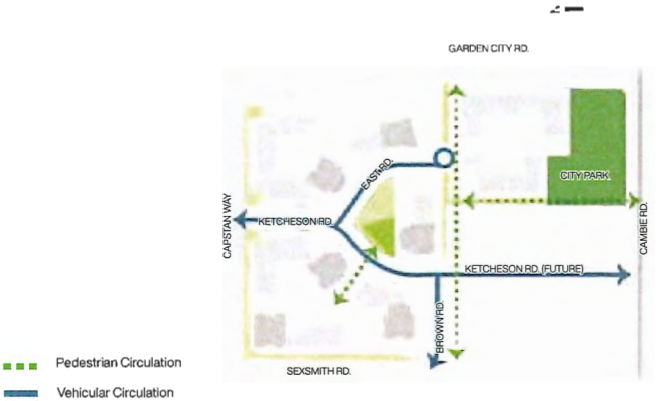 GARDEN CITY RD.
CITY PARK
EAST RD.
CAPSTAN WAY
KETCHESON RD
CAMBIE RD.
KETCHESON RD. (FUTURE)
BROWN RD.
SEXSMITH RD.
Pedestrian Circulation
Vehicular Circulation